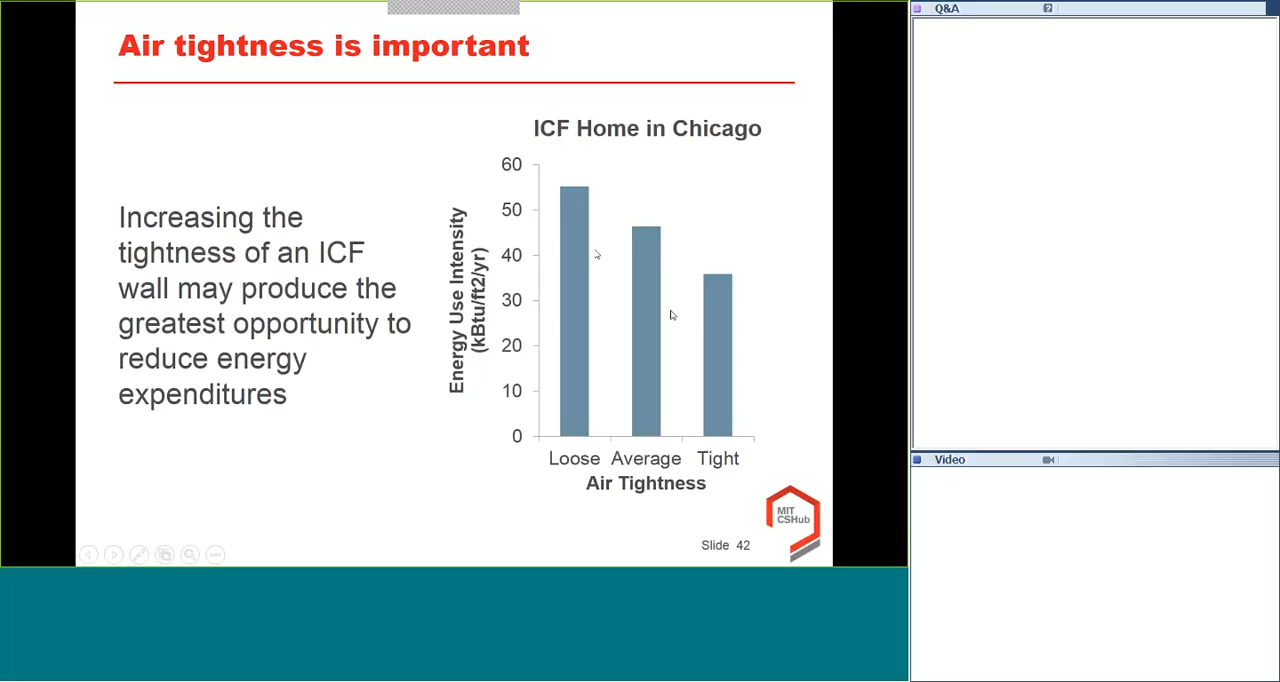 Q&A
Air tightness is important
ICF Home in Chicago
Increasing the
tightness of an ICF
wall may produce the
greatest opportunity to
reduce energy
expenditures
Energy Use Intensity
(kBtu/ft2/yr)
60
50
40
30
20
10
0
Loose Average Tight
Air Tightness
MIT
CSHub
Slide 42
Video